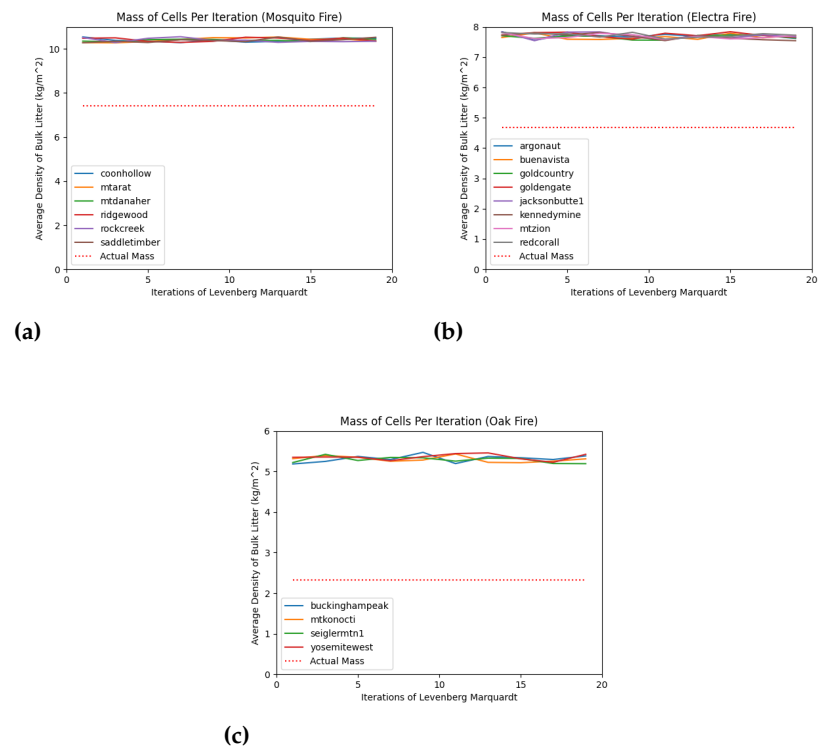 Mass of Cells Per Iteration (Mosquito Fire)
Average Density of Bulk Litter (kg/m^2)
10
8
6
4
2
0
coonhollow
mtarat
mtdanaher
ridgewood
rockcreek
saddletimber
Actual Mass
0 5 10 15 20
Iterations of Levenberg Marquardt
(a)
Mass of Cells Per Iteration (Electra Fire)
Average Density of Bulk Litter (kg/m^2)
8
7
6
5
4
3
2
1
0
argonaut
buenavista
goldcountry
goldengate
jacksonbutte1
kennedymine
mtzion
redcorall
Actual Mass
0 5 10 15 20
Iterations of Levenberg Marquardt
(b)
Mass of Cells Per Iteration (Oak Fire)
Average Density of Bulk Litter (kg/m^2)
6
5
4
3
2
1
0
buckinghampeak
mtkonocti
seiglermtn1
yosemitewest
Actual Mass
0 5 10 15 20
Iterations of Levenberg Marquardt
(c)